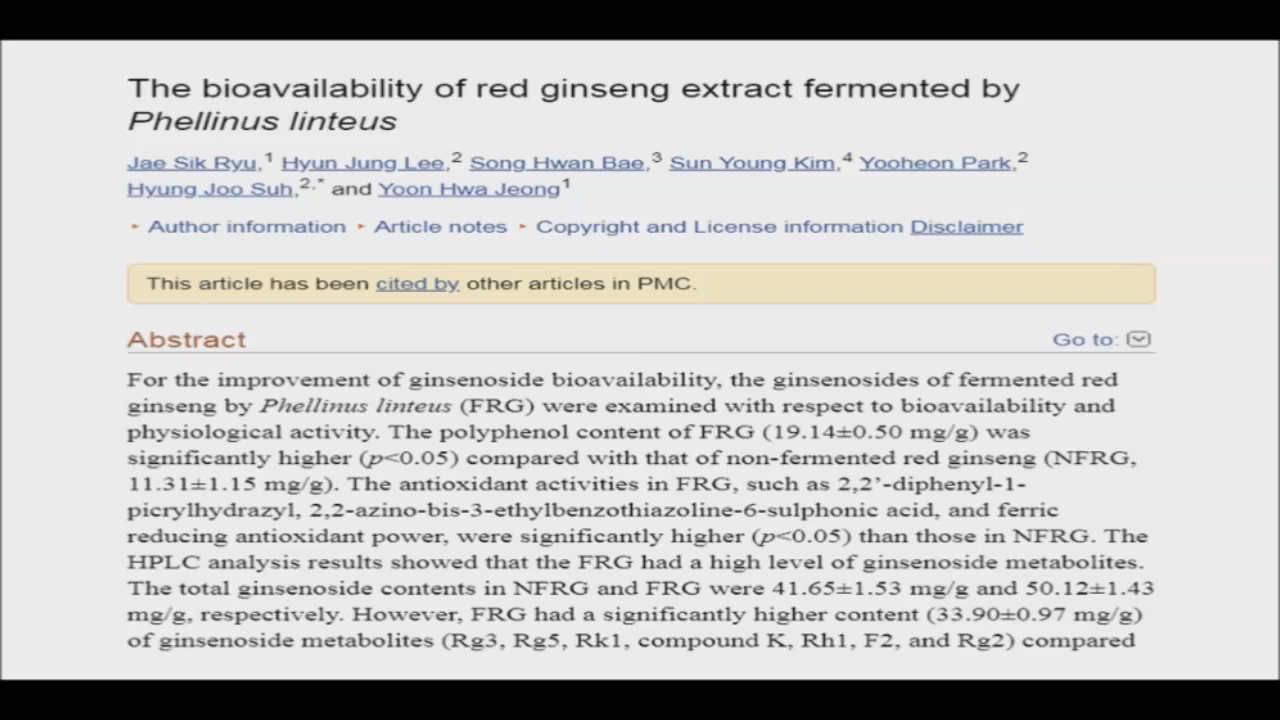 The bioavailability of red ginseng extract fermented by
Phellinus linteus
Jae Sik Ryu,1 Hyun Jung Lee,2 Song Hwan Bae,3 Sun Young Kim,4 Yooheon Park,2
Hyung Joo Suh,2,* and Yoon Hwa Jeong1
▸ Author information ▸ Article notes ▸ Copyright and License information Disclaimer
This article has been cited by other articles in PMC.
Abstract Go to:
For the improvement of ginsenoside bioavailability, the ginsenosides of fermented red
ginseng by Phellinus linteus (FRG) were examined with respect to bioavailability and
physiological activity. The polyphenol content of FRG (19.14±0.50 mg/g) was
significantly higher (p<0.05) compared with that of non-fermented red ginseng (NFRG,
11.31±1.15 mg/g). The antioxidant activities in FRG, such as 2,2’-diphenyl-1-
picrylhydrazyl, 2,2-azino-bis-3-ethylbenzothiazoline-6-sulphonic acid, and ferric
reducing antioxidant power, were significantly higher (p<0.05) than those in NFRG. The
HPLC analysis results showed that the FRG had a high level of ginsenoside metabolites.
The total ginsenoside contents in NFRG and FRG were 41.65±1.53 mg/g and 50.12±1.43
mg/g, respectively. However, FRG had a significantly higher content (33.90±0.97 mg/g)
of ginsenoside metabolites (Rg3, Rg5, Rk1, compound K, Rh1, F2, and Rg2) compared